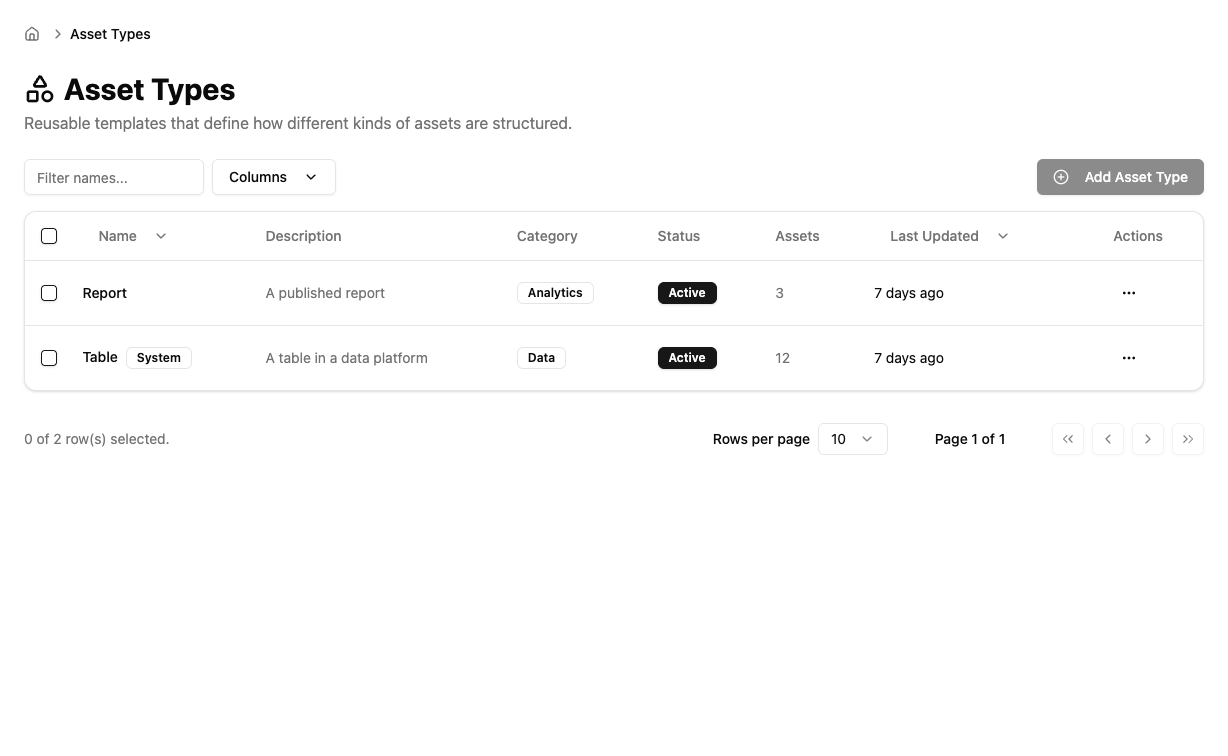 Asset Types
Asset Types
Reusable templates that define how different kinds of assets are structured.
Filter names...
Columns
Add Asset Type
Name Description Category Status Assets Last Updated Actions
Report A published report Analytics Active 3 7 days ago
Table System A table in a data platform Data Active 12 7 days ago
0 of 2 row(s) selected.
Rows per page 10 Page 1 of 1